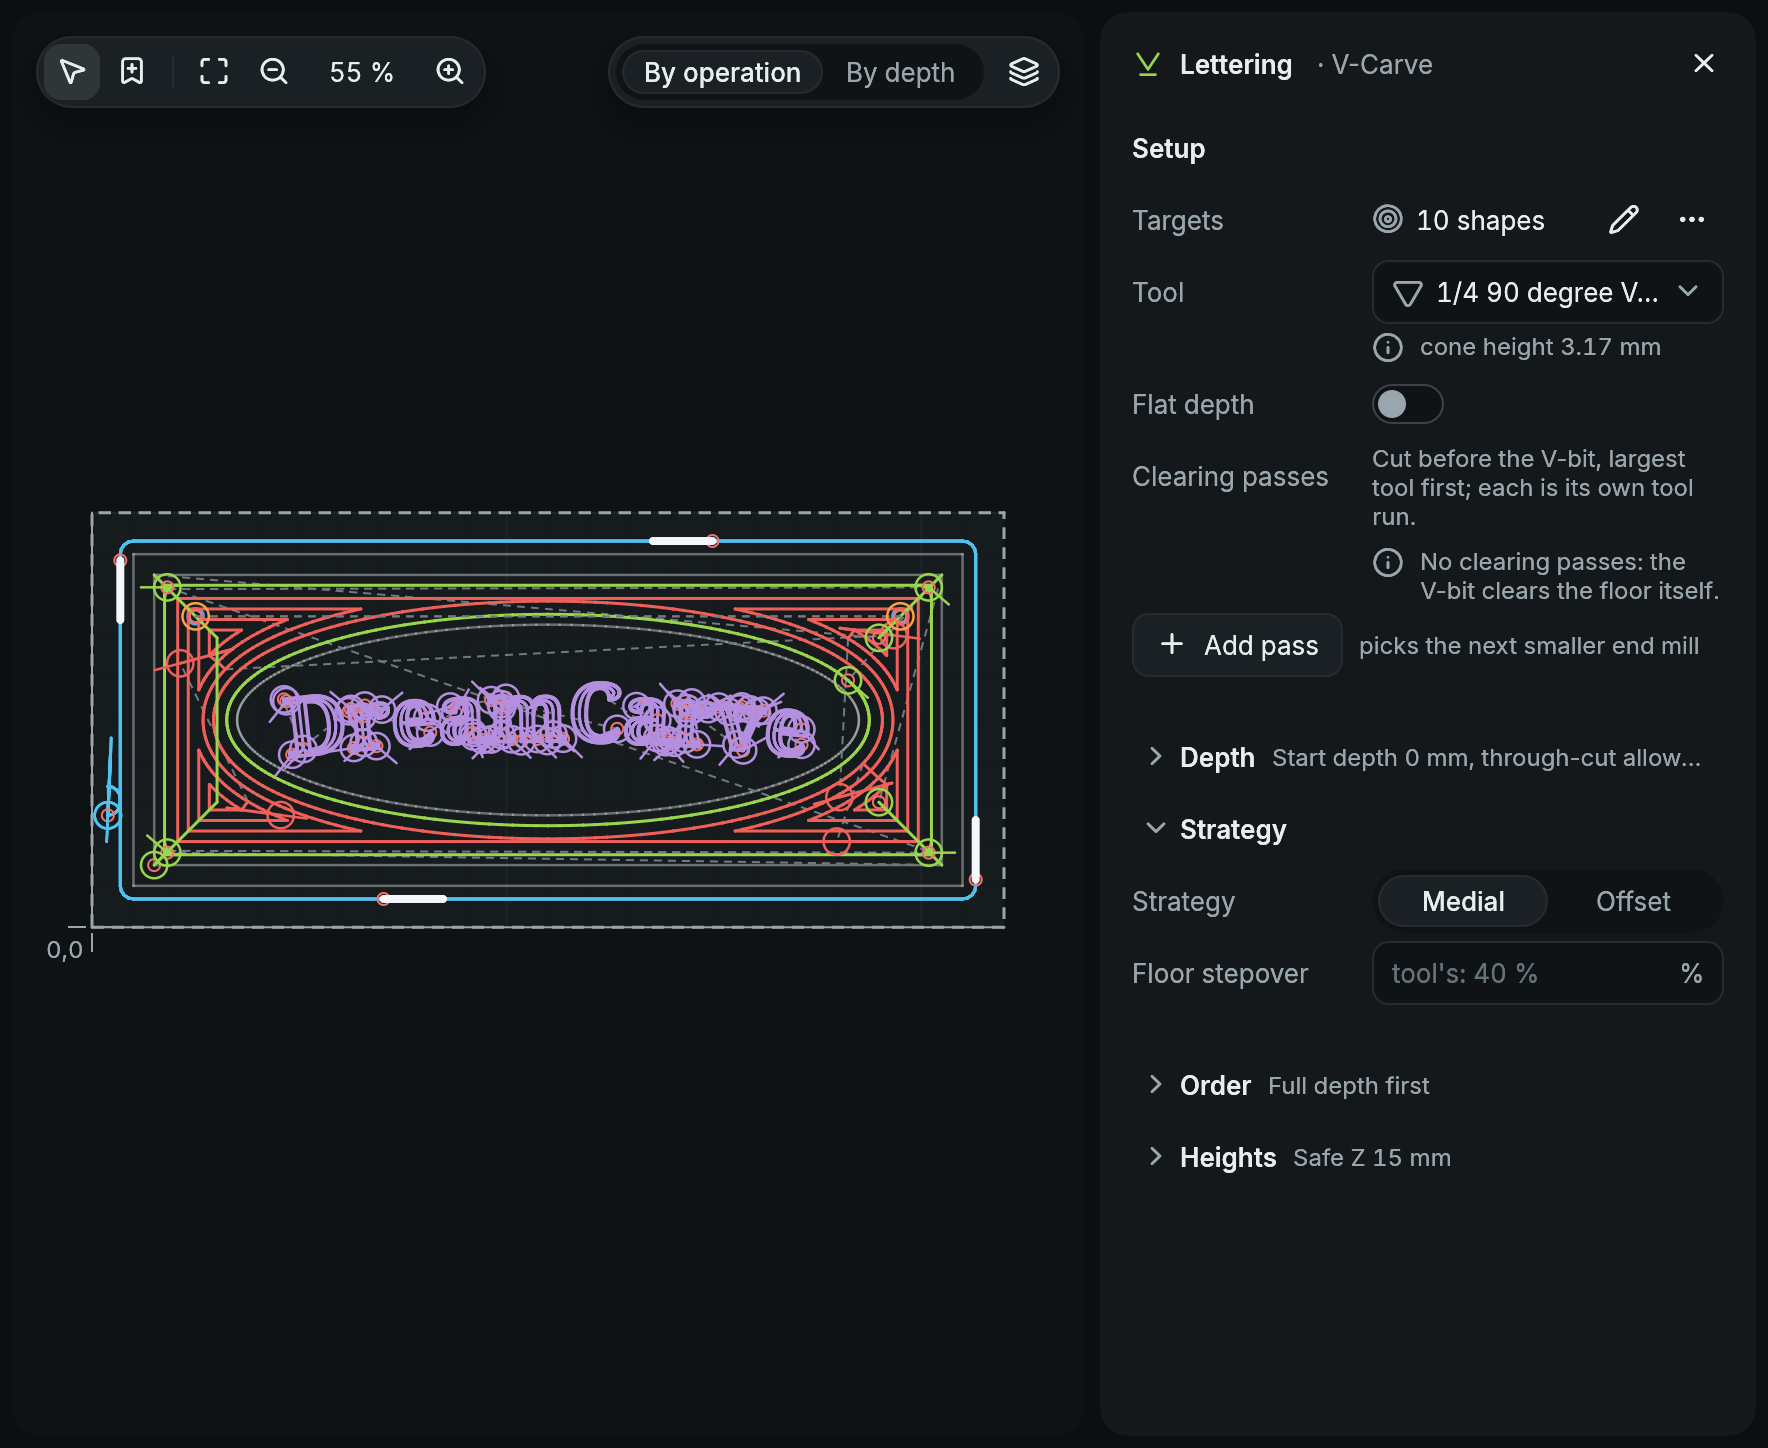 55 %
By operation
By depth
Lettering · V-Carve
Setup
Targets
10 shapes
Tool
1/4 90 degree V...
cone height 3.17 mm
Flat depth
Clearing passes
Cut before the V-bit, largest
tool first; each is its own tool
run.
No clearing passes: the
V-bit clears the floor itself.
Add pass
picks the next smaller end mill
Depth Start depth 0 mm, through-cut allow...
Strategy
Strategy
Medial
Offset
Floor stepover
tool's: 40 %
%
Order Full depth first
Heights Safe Z 15 mm
DreamCarve
0,0